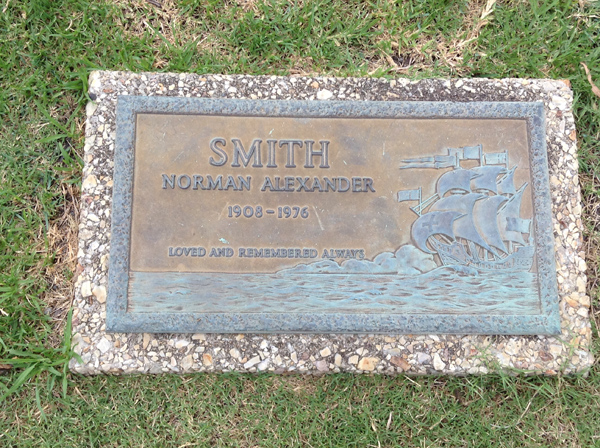 SMITH
NORMAN ALEXANDER
1908 - 1976
LOVED AND REMEMBERED ALWAYS